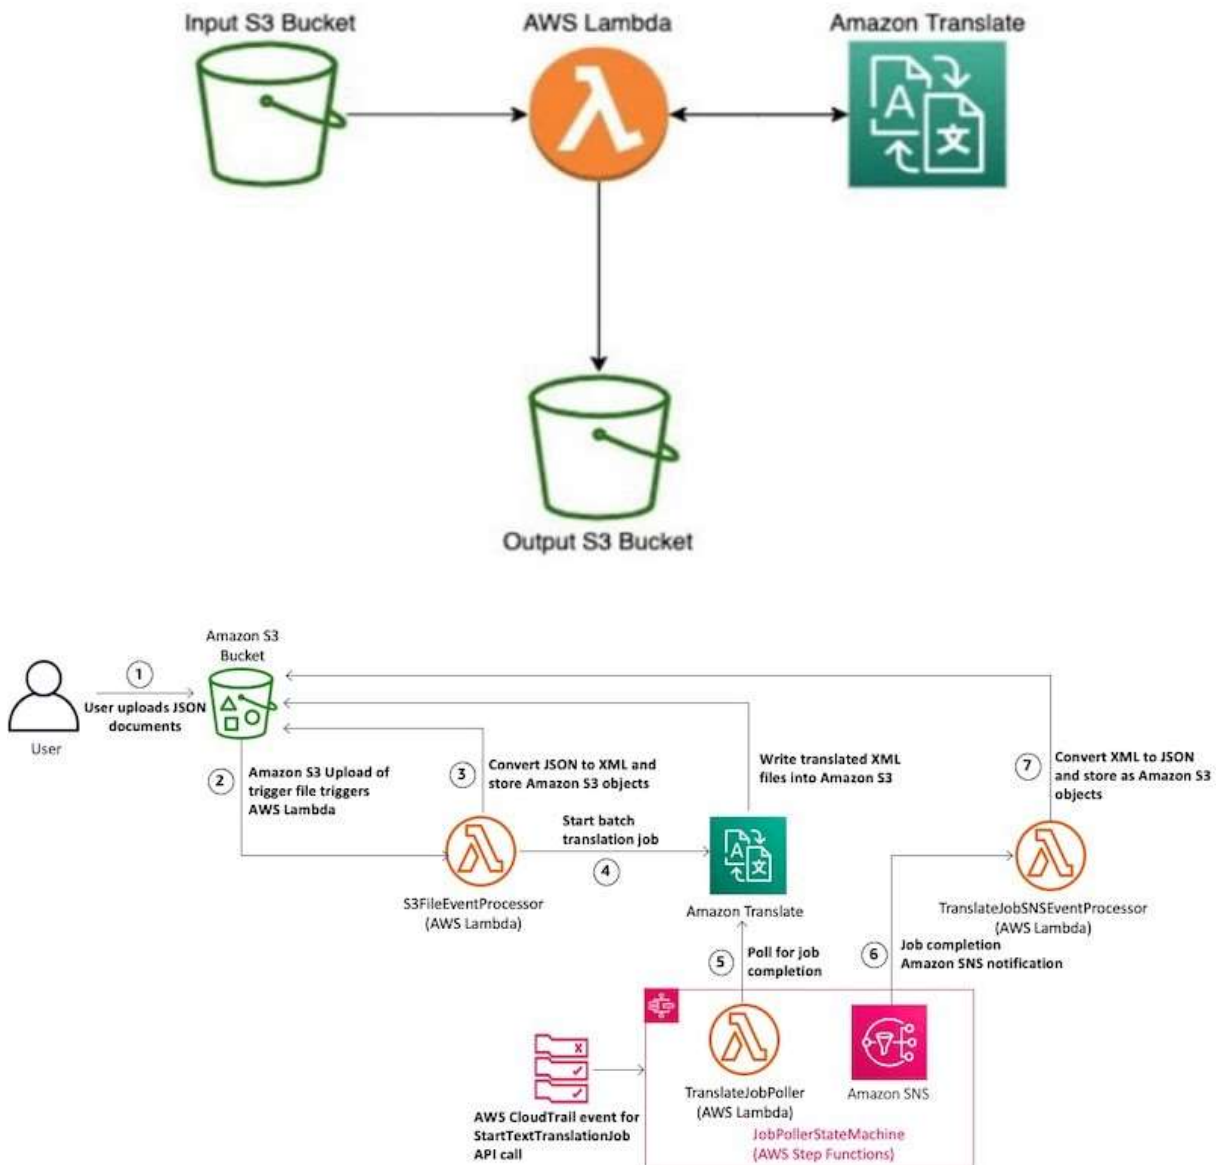 Input S3 Bucket
AWS Lambda
Amazon Translate
A
文
Output S3 Bucket
Amazon S3
Bucket
User
1
User uploads JSON
documents
2
Amazon S3 Upload of
trigger file triggers
AWS Lambda
3
Convert JSON to XML and
store Amazon S3 objects
S3FileEventProcessor
(AWS Lambda)
Start batch
translation job
4
Write translated XML
files into Amazon S3
A
文
Amazon Translate
7
Convert XML to JSON
and store as Amazon S3
objects
TranslateJobSNSEventProcessor
(AWS Lambda)
5
Poll for job
completion
6
Job completion
Amazon SNS notification
AWS CloudTrail event for
StartTextTranslationJob
API call
TranslateJobPoller
(AWS Lambda)
Amazon SNS
JobPollerStateMachine
(AWS Step Functions)